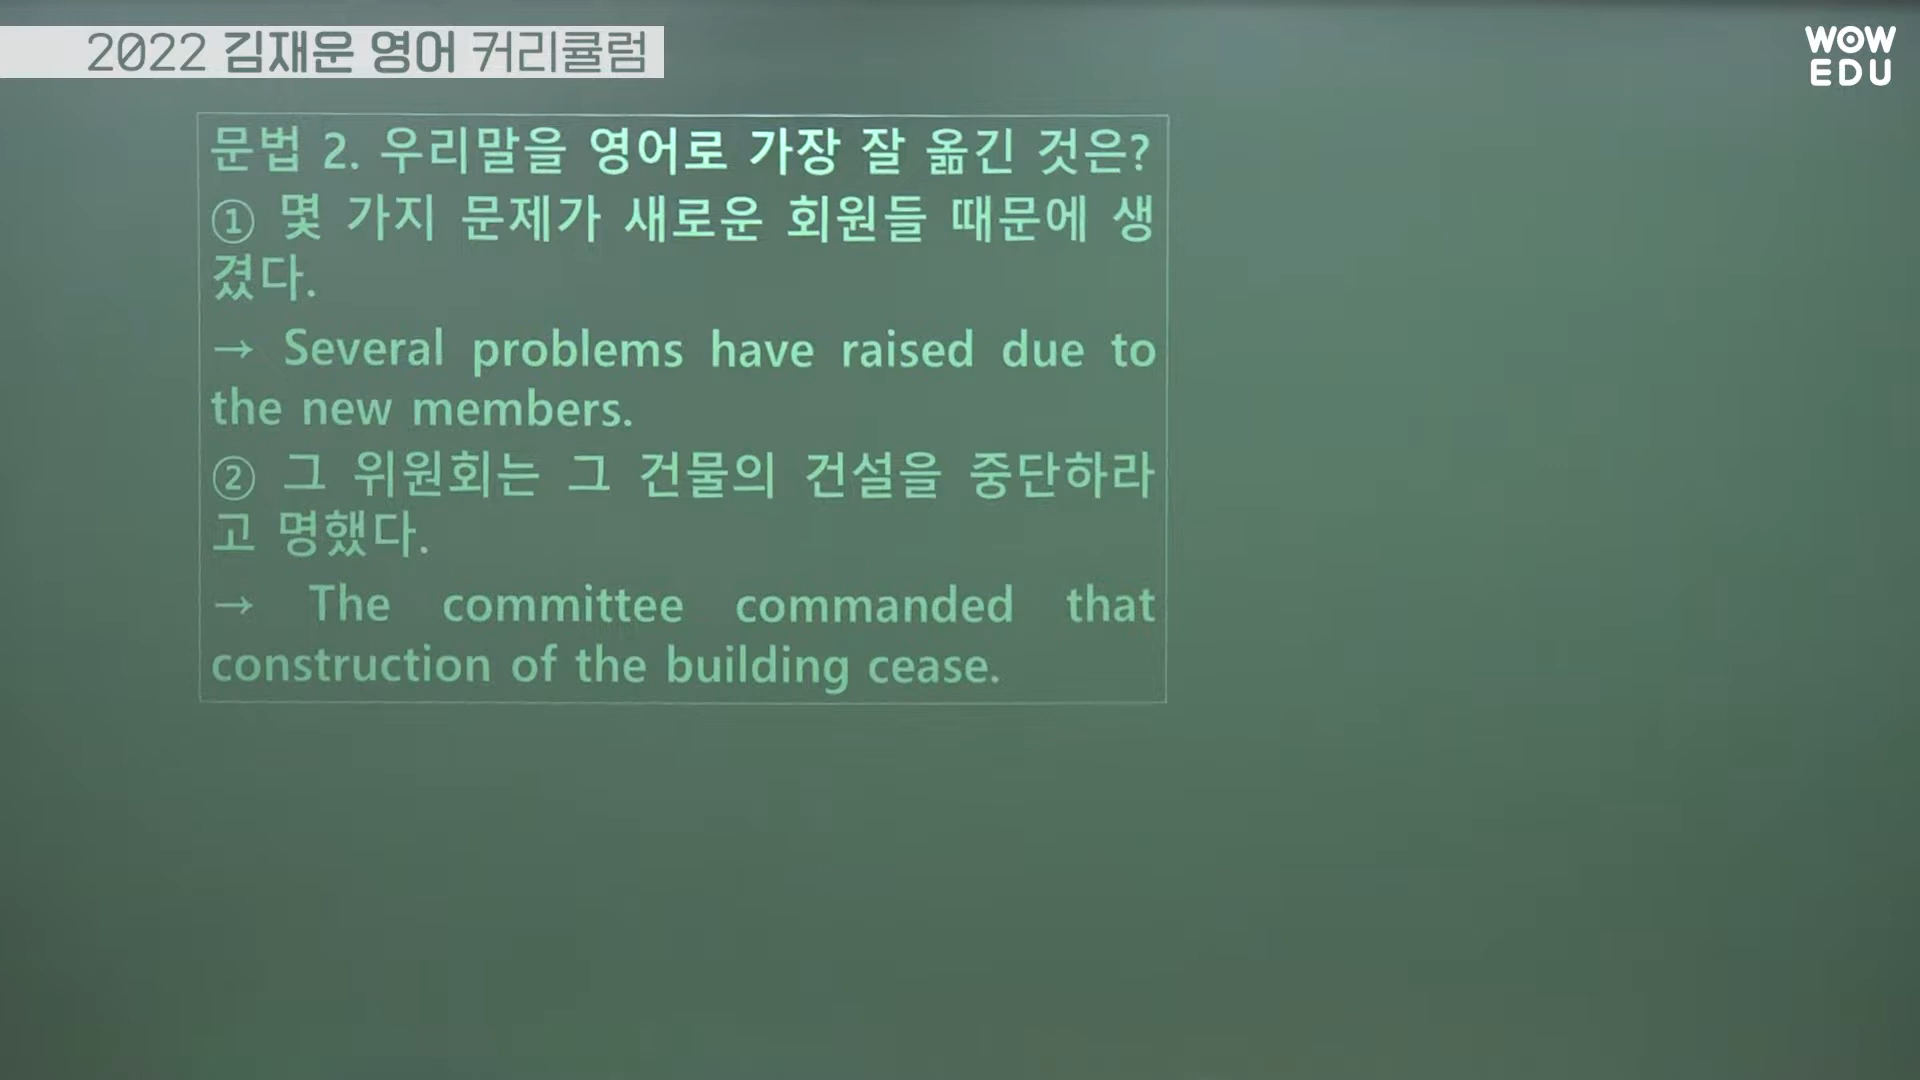 2022 김재운 영어 커리큘럼
WOW
EDU
문법 2. 우리말을 영어로 가장 잘 옮긴 것은?
① 몇 가지 문제가 새로운 회원들 때문에 생
겼다.
→ Several problems have raised due to
the new members.
② 그 위원회는 그 건물의 건설을 중단하라
고 명했다.
→ The committee commanded that
construction of the building cease.